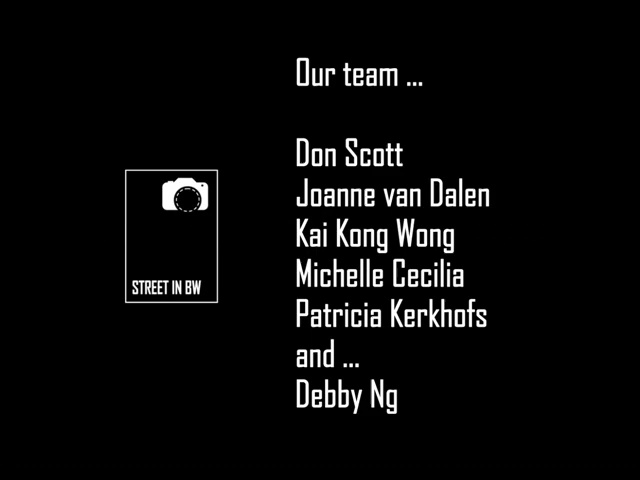 Our team ...
Don Scott
Joanne van Dalen
Kai Kong Wong
Michelle Cecilia
Patricia Kerkhofs
and ...
Debby Ng
STREET IN BW